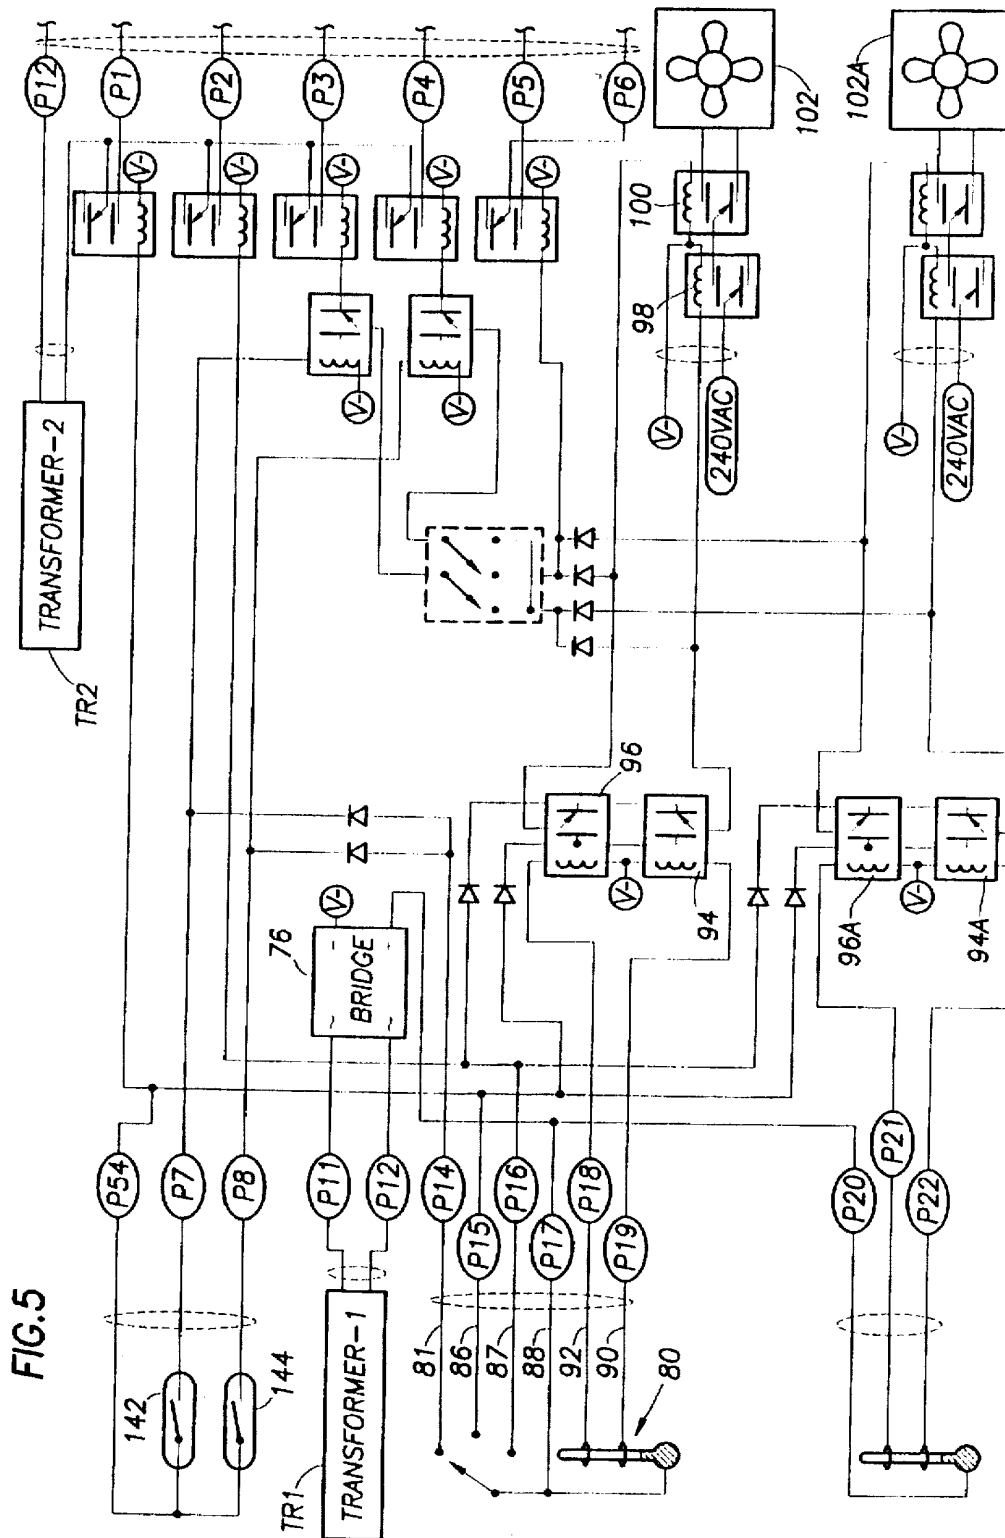 FIG.5
TR2
TRANSFORMER-2
P12
P1
P2
P3
P4
P5
P6
V-
V-
V-
V-
V-
V-
V-
102
102A
100
98
V-
240VAC
V-
240VAC
142
144
P54
P7
P8
TR1
TRANSFORMER-1
P11
P12
76
BRIDGE
V-
81
86
87
88
92
90
80
P14
P15
P16
P17
P18
P19
96
V-
94
P20
P21
P22
96A
V-
94A